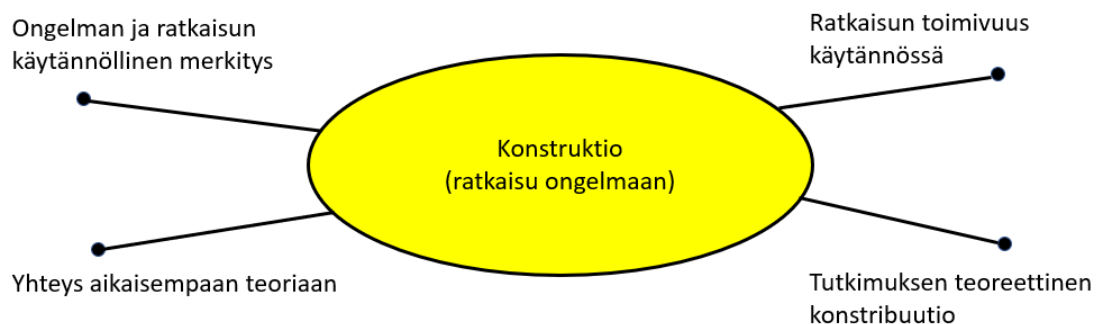 Ongelman ja ratkaisun
käytännöllinen merkitys
Ratkaisun toimivuus
käytännössä
Konstruktio
(ratkaisu ongelmaan)
Yhteys aikaisempaan teoriaan
Tutkimuksen teoreettinen
konstribuutio